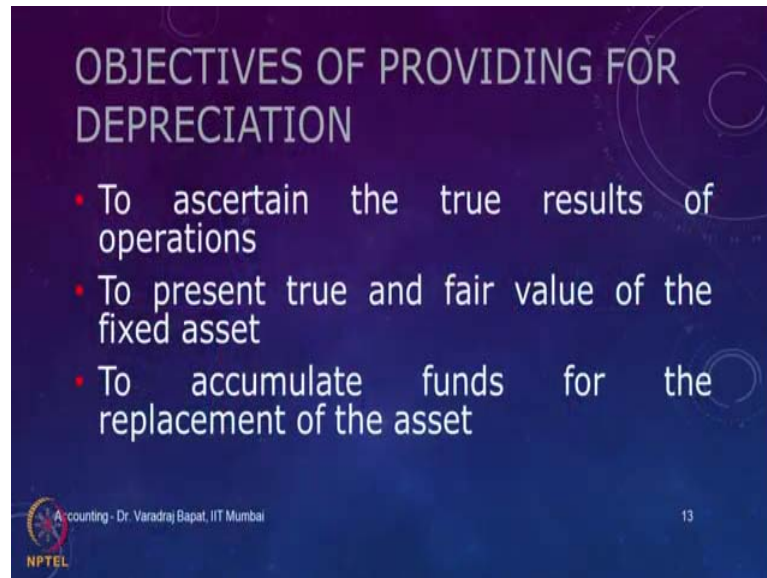 OBJECTIVES OF PROVIDING FOR
DEPRECIATION
• To ascertain the true results of
operations
• To present true and fair value of the
fixed asset
• To accumulate funds for the
replacement of the asset
Accounting - Dr. Varadraj Bapat, IIT Mumbai
13
NPTEL